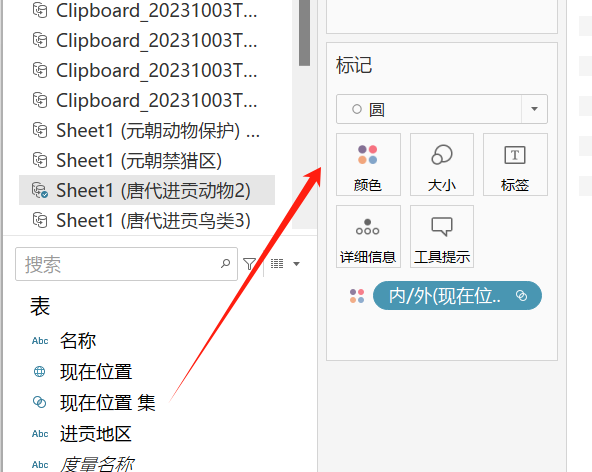 Clipboard_20231003T...
Clipboard_20231003T...
Clipboard_20231003T...
Clipboard_20231003T...
Sheet1 (元朝动物保护) ...
Sheet1 (元朝禁猎区)
Sheet1 (唐代进贡动物2)
Sheet1 (唐代进贡鸟类3)
搜索
表
Abc 名称
现在位置
现在位置 集
Abc 进贡地区
Abc 度量名称
标记
圆
颜色
大小
T
标签
详细信息
工具提示
内/外(现在位..